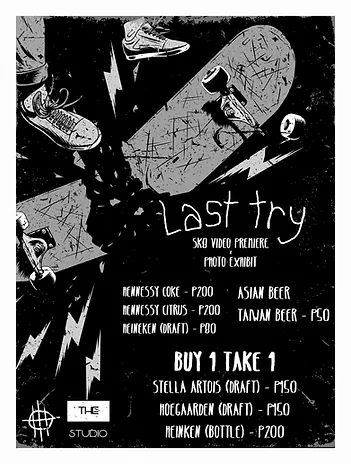 Last try
SK8 VIDEO PREMIERE
&
PHOTO EXHIBIT
HENNESSY COKE - P200
HENNESSY CITRUS - P200
HEINEKEN (DRAFT) - P80
ASIAN BEER
TAIWAN BEER - P50
BUY 1 TAKE 1
STELLA ARTOIS (DRAFT) - P150
HOEGAARDEN (DRAFT) - P150
HEINKEN (BOTTLE) - P200
THE
STUDIO